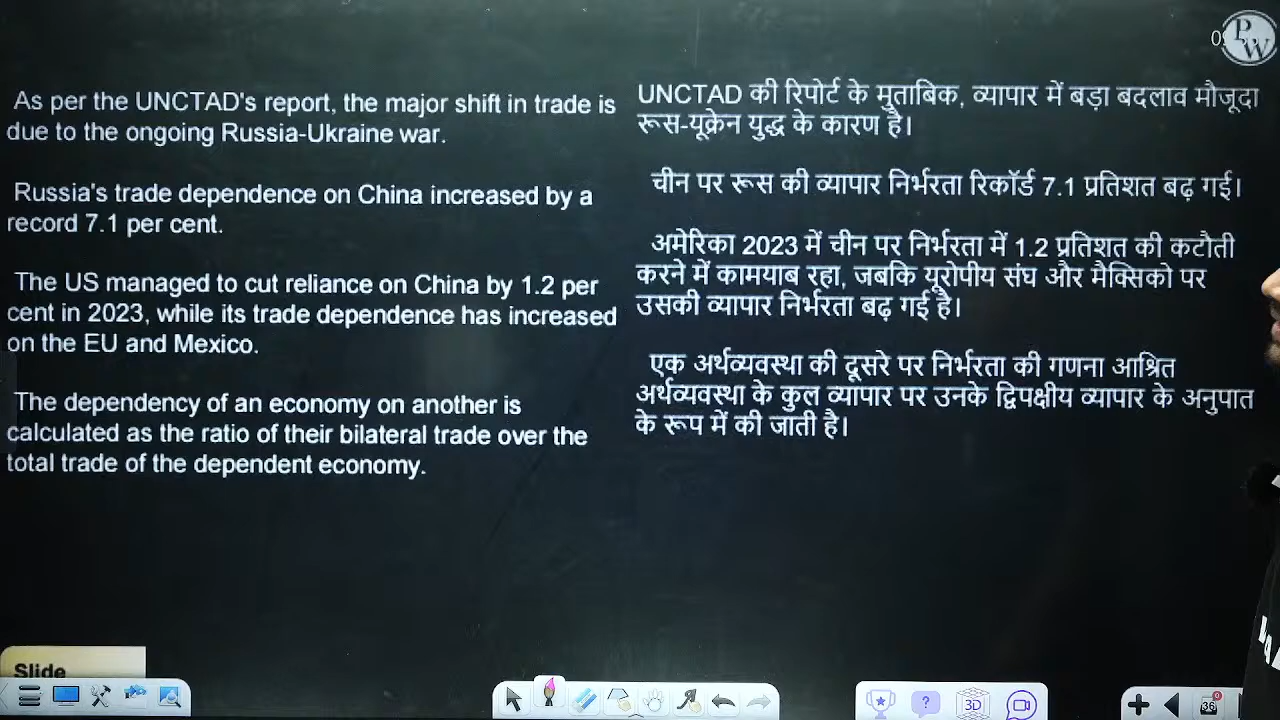 As per the UNCTAD's report, the major shift in trade is
due to the ongoing Russia-Ukraine war.
Russia's trade dependence on China increased by a
record 7.1 per cent.
The US managed to cut reliance on China by 1.2 per
cent in 2023, while its trade dependence has increased
on the EU and Mexico.
The dependency of an economy on another is
calculated as the ratio of their bilateral trade over the
total trade of the dependent economy.
UNCTAD की रिपोर्ट के मुताबिक, व्यापार में बड़ा बदलाव मौजूदा
रूस-यूक्रेन युद्ध के कारण है।
चीन पर रूस की व्यापार निर्भरता रिकॉर्ड 7.1 प्रतिशत बढ़ गई।
अमेरिका 2023 में चीन पर निर्भरता में 1.2 प्रतिशत की कटौती
करने में कामयाब रहा, जबकि यूरोपीय संघ और मैक्सिको पर
उसकी व्यापार निर्भरता बढ़ गई है।
एक अर्थव्यवस्था की दूसरे पर निर्भरता की गणना आश्रित
अर्थव्यवस्था के कुल व्यापार पर उनके द्विपक्षीय व्यापार के अनुपात
के रूप में की जाती है।
PW
Slide
3D
36